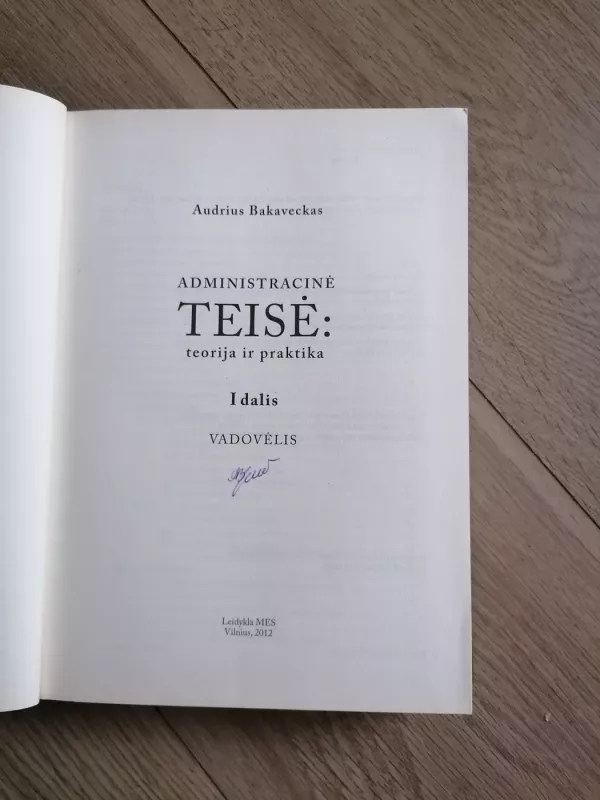 Audrius Bakaveckas
ADMINISTRACINĖ
TEISĖ:
teorija ir praktika
I dalis
VADOVĖLIS
Leidykla MES
Vilnius, 2012